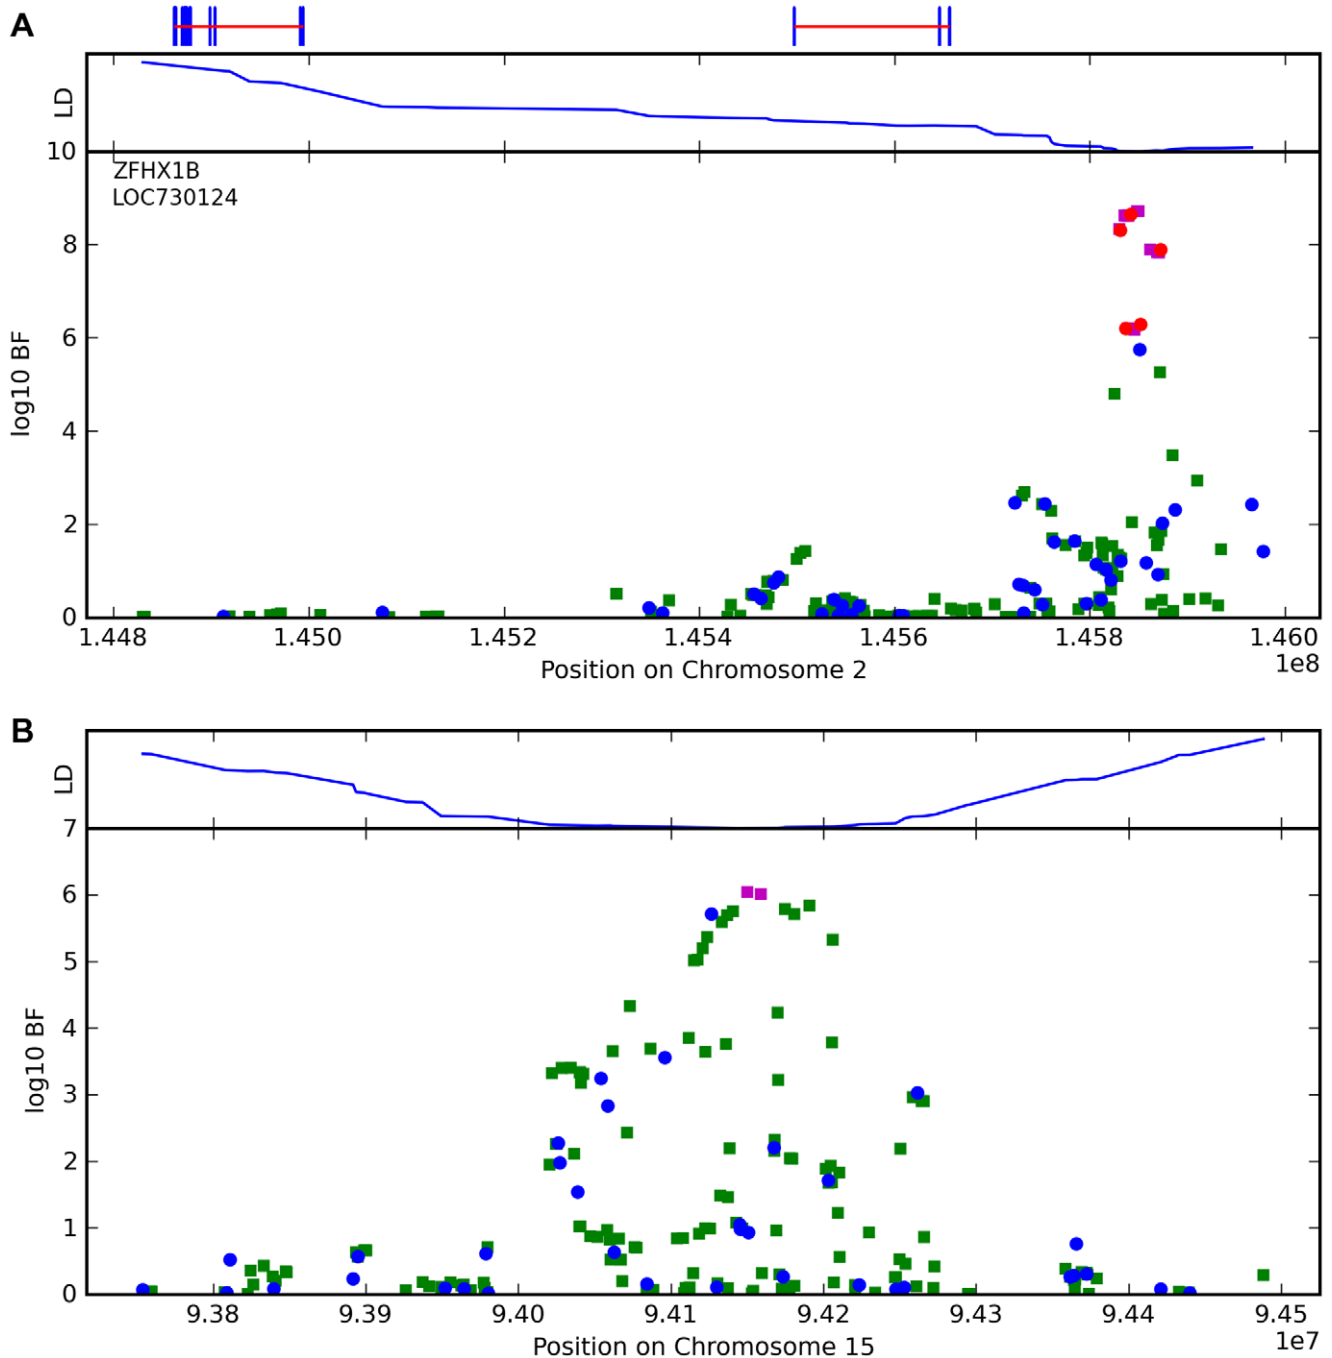 A
LD
10
ZFHX1B
LOC730124
8
6
log10 BF
4
2
0
1.448 1.450 1.452 1.454 1.456 1.458 1.460
Position on Chromosome 2
1e8
B
LD
7
6
5
4
log10 BF
3
2
1
0
9.38 9.39 9.40 9.41 9.42 9.43 9.44 9.45
Position on Chromosome 15
1e7